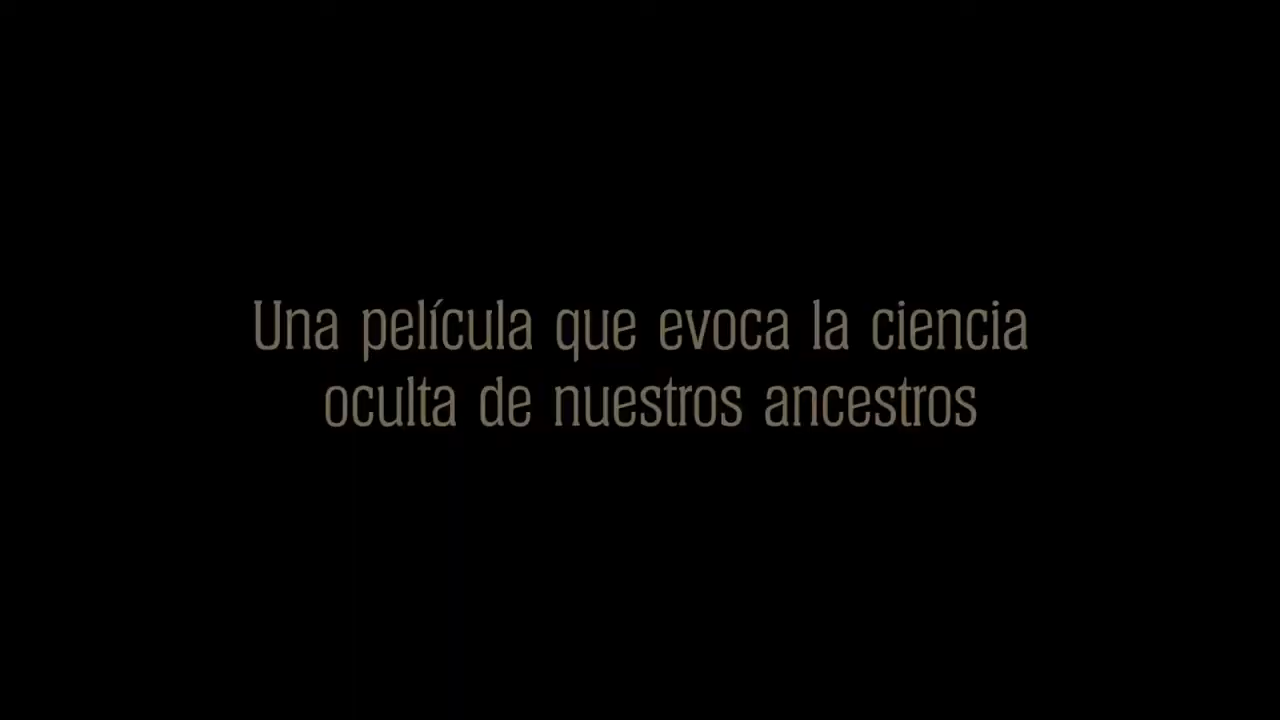 Una película que evoca la ciencia
oculta de nuestros ancestros